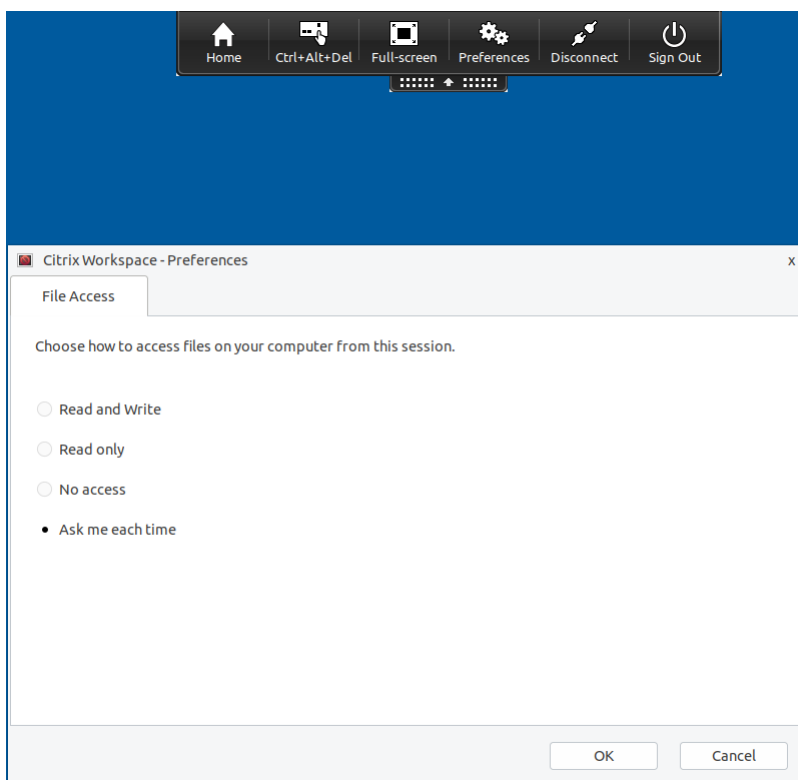 Home Ctrl+Alt+Del Full-screen Preferences Disconnect Sign Out
Citrix Workspace - Preferences x
File Access
Choose how to access files on your computer from this session.
Read and Write
Read only
No access
Ask me each time
OK Cancel